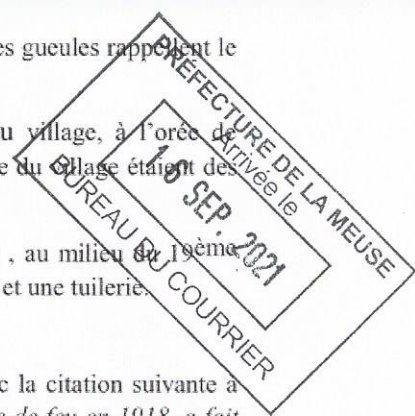 es gueules rappellent le
u village, à l'orée de
e du village étaient des
, au milieu du 19ème
et une tuilerie.
c la citation suivante a
de feu en 1918, a fait
PRÉFECTURE DE LA MEUSE
Arrivée le
10 SEP. 2021
BUREAU DU COURRIER